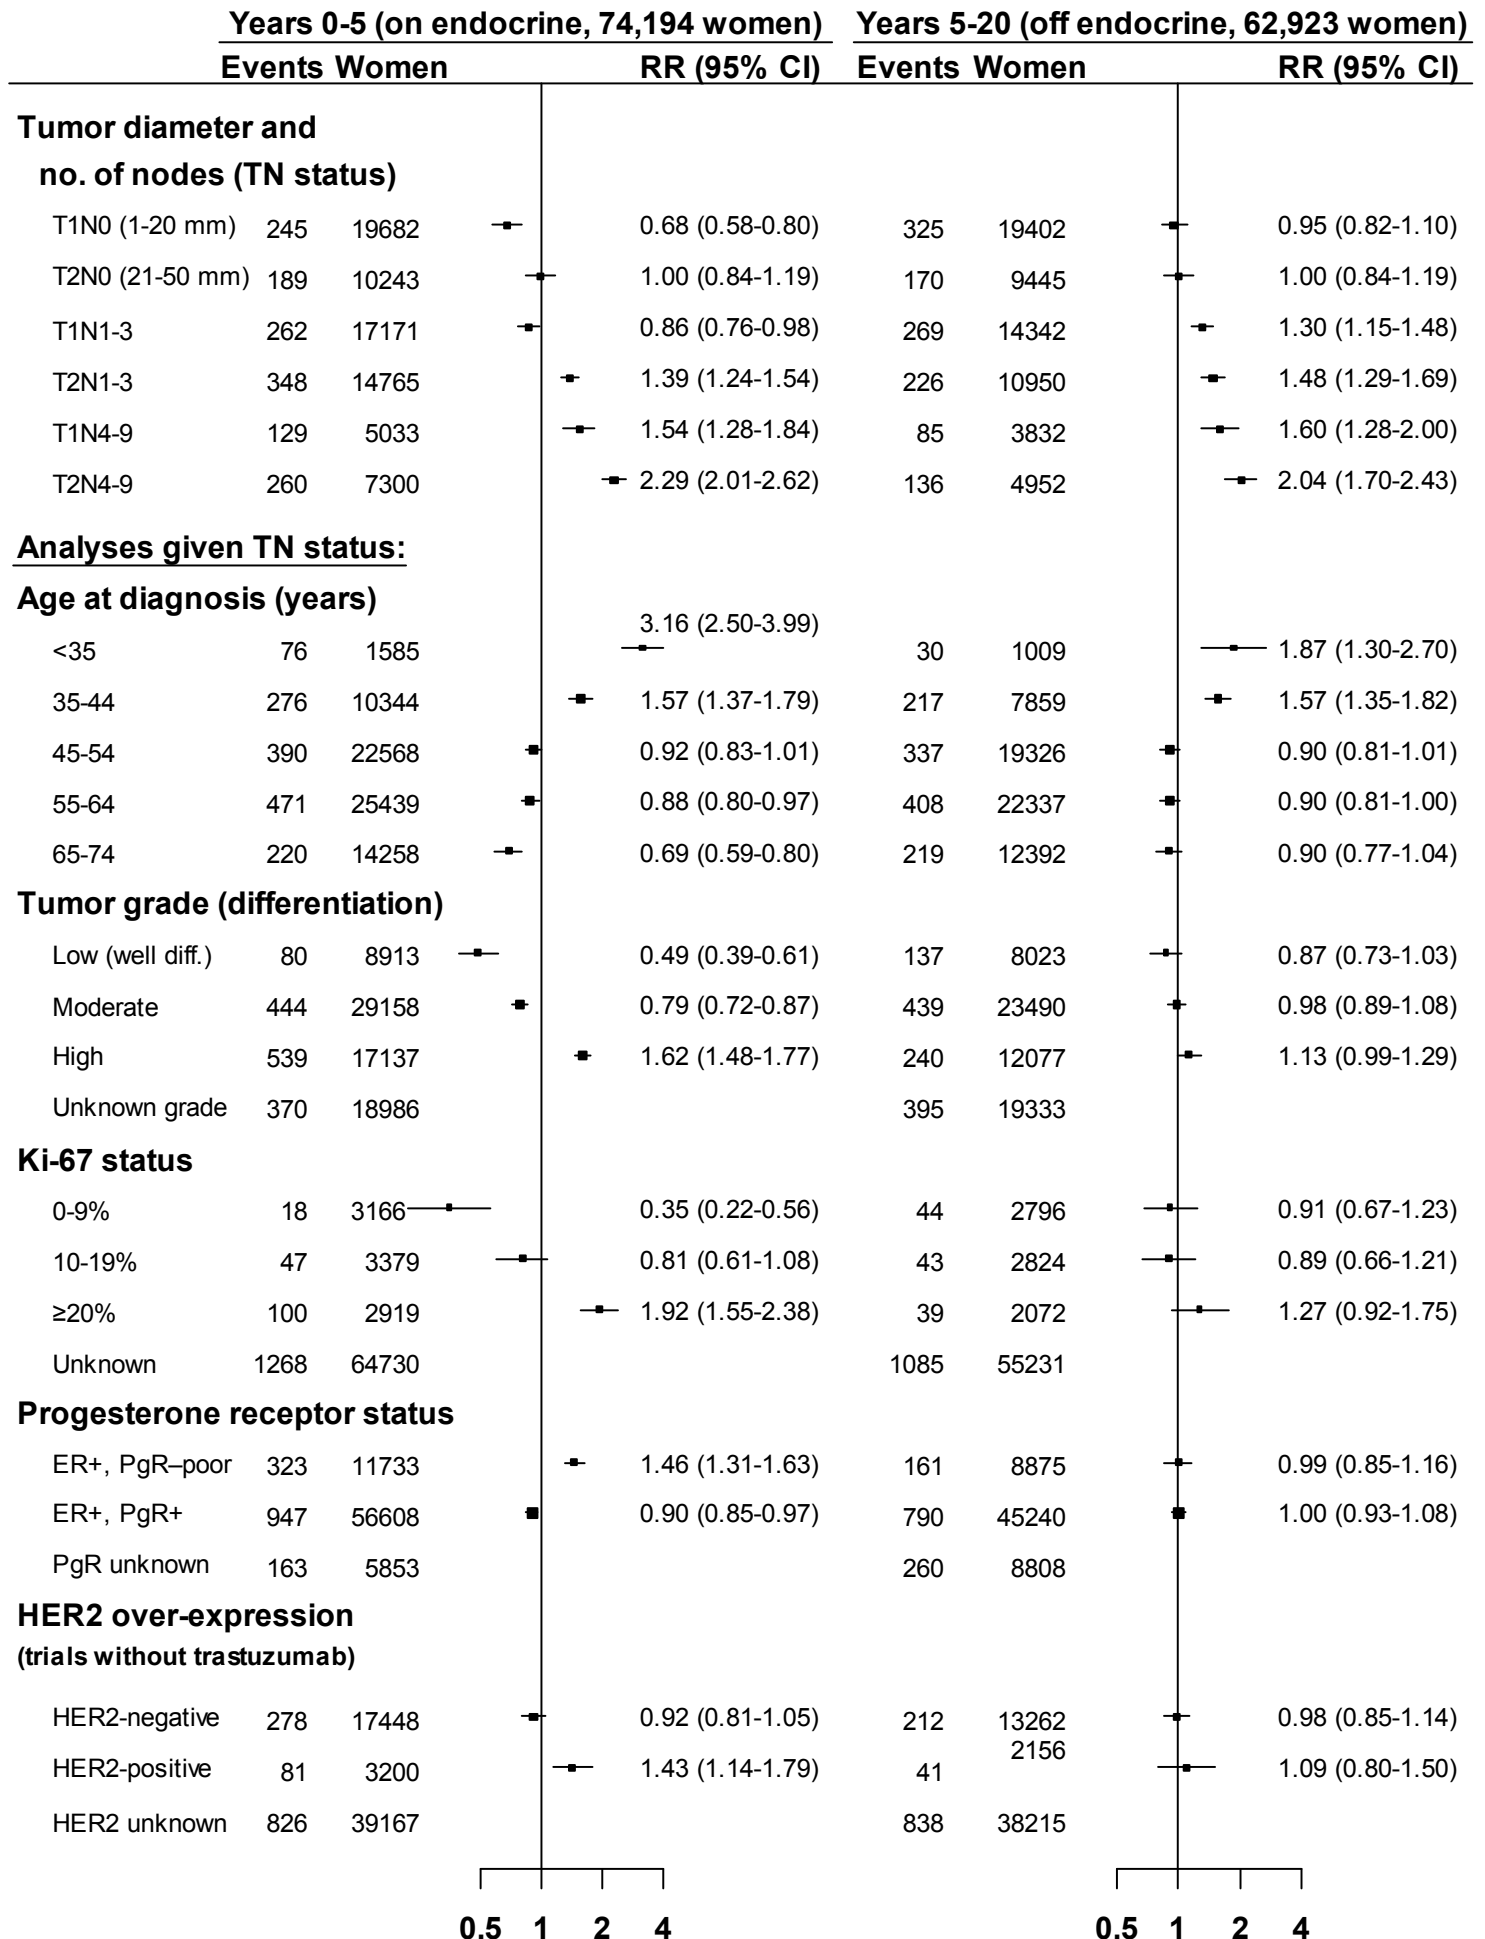 Years 0-5 (on endocrine, 74,194 women) Years 5-20 (off endocrine, 62,923 women)
Events Women RR (95% CI) Events Women RR (95% CI)
Tumor diameter and
no. of nodes (TN status)
T1N0 (1-20 mm) 245 19682 0.68 (0.58-0.80) 325 19402 0.95 (0.82-1.10)
T2N0 (21-50 mm) 189 10243 1.00 (0.84-1.19) 170 9445 1.00 (0.84-1.19)
T1N1-3 262 17171 0.86 (0.76-0.98) 269 14342 1.30 (1.15-1.48)
T2N1-3 348 14765 1.39 (1.24-1.54) 226 10950 1.48 (1.29-1.69)
T1N4-9 129 5033 1.54 (1.28-1.84) 85 3832 1.60 (1.28-2.00)
T2N4-9 260 7300 2.29 (2.01-2.62) 136 4952 2.04 (1.70-2.43)
Analyses given TN status:
Age at diagnosis (years)
<35 76 1585 3.16 (2.50-3.99) 30 1009 1.87 (1.30-2.70)
35-44 276 10344 1.57 (1.37-1.79) 217 7859 1.57 (1.35-1.82)
45-54 390 22568 0.92 (0.83-1.01) 337 19326 0.90 (0.81-1.01)
55-64 471 25439 0.88 (0.80-0.97) 408 22337 0.90 (0.81-1.00)
65-74 220 14258 0.69 (0.59-0.80) 219 12392 0.90 (0.77-1.04)
Tumor grade (differentiation)
Low (well diff.) 80 8913 0.49 (0.39-0.61) 137 8023 0.87 (0.73-1.03)
Moderate 444 29158 0.79 (0.72-0.87) 439 23490 0.98 (0.89-1.08)
High 539 17137 1.62 (1.48-1.77) 240 12077 1.13 (0.99-1.29)
Unknown grade 370 18986 395 19333
Ki-67 status
0-9% 18 3166 0.35 (0.22-0.56) 44 2796 0.91 (0.67-1.23)
10-19% 47 3379 0.81 (0.61-1.08) 43 2824 0.89 (0.66-1.21)
≥20% 100 2919 1.92 (1.55-2.38) 39 2072 1.27 (0.92-1.75)
Unknown 1268 64730 1085 55231
Progesterone receptor status
ER+, PgR–poor 323 11733 1.46 (1.31-1.63) 161 8875 0.99 (0.85-1.16)
ER+, PgR+ 947 56608 0.90 (0.85-0.97) 790 45240 1.00 (0.93-1.08)
PgR unknown 163 5853 260 8808
HER2 over-expression
(trials without trastuzumab)
HER2-negative 278 17448 0.92 (0.81-1.05) 212 13262 0.98 (0.85-1.14)
HER2-positive 81 3200 1.43 (1.14-1.79) 41 2156 1.09 (0.80-1.50)
HER2 unknown 826 39167 838 38215
0.5 1 2 4 0.5 1 2 4